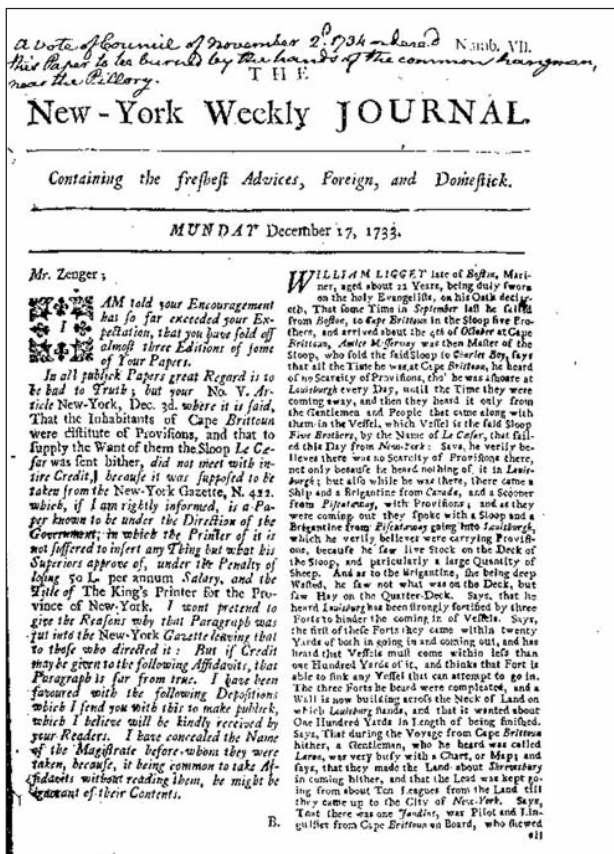 a Vote of Council of November 2d. 1734 ordered
this Paper to be burned by the hands of the common hangman,
near the Pillory.
Numb. VII.
THE
New-York Weekly JOURNAL
Containing the freſheſt Advices, Foreign, and Domeſtick.
MUNDAY December 17, 1733.
Mr. Zenger;
I AM told your Encouragement
has ſo far exceeded your Ex-
pectation, that you have ſold off
almoſt three Editions of ſome
of Your Papers.
In all publick Papers great Regard is to
be had to Truth; but your No. V. Ar-
ticle New-York, Dec. 3d. where it is ſaid,
That the Inhabitants of Cape Brittoun
were diſtitute of Proviſions, and that to
ſupply the Want of them the Sloop Le Ce-
ſar was ſent hither, did not meet with in-
tire Credit, becauſe it was ſuppoſed to be
taken from the New-York Gazette, N. 422.
which, if I am rightly informed, is a Pa-
per known to be under the Direction of the
Government, in which the Printer of it is
not ſuffered to inſert any Thing but what his
Superiors approve of, under the Penalty of
loſing 50 L. per annum Salary, and the
Title of The King's Printer for the Pro-
vince of New-York. I wont pretend to
give the Reaſons why that Paragraph was
put into the New-York Gazette leaving that
to thoſe who directed it: But if Credit
may be given to the following Affidavits, that
Paragraph is far from true. I have been
favoured with the following Depoſitions
which I ſend you with this to make publick,
which I believe will be kindly received by
your Readers. I have concealed the Name
of the Magiſtrate before whom they were
taken, becauſe, it being common to take Af-
fidavits without reading them, he might be
ignorant of their Contents.
B.
WILLIAM LIGGET late of Boſton, Mari-
ner, aged about 22 Years, being duly ſworn
on the holy Evangeliſts, on his Oath declar-
eth, That ſome Time in September laſt he ſailed
from Boſton, to Cape Brittoun in the Sloop five Bro-
thers, and arrived about the 4th of October at Cape
Brittoun, was then Maſter of the
Sloop, who ſold the ſaid Sloop to Charles Boy, ſays
that all the Time he was at Cape Brittoun, he heard
of no Scarcity of Proviſions, tho' he was aſhoare at
Louisburgh every Day, until the Time they were
coming away, and then they heard it only from
the Gentlemen and People that came along with
them in the Veſſel, which Veſſel is the ſaid Sloop
Five Brothers, by the Name of Le Ceſar, that ſail-
ed this Day from New-York: Says, he verily be-
lieves there was no Scarcity of Proviſions there,
not only becauſe he heard nothing of it in Louis-
burgh; but alſo while he was there, there came a
Ship and a Brigantine from Canada, and a Scooner
from Piſcataway, with Proviſions; and as they
were coming out they ſpoke with a Sloop and a
Brigantine from Piſcataway going into Louisburgh,
which he verily believes were carrying Proviſi-
ons, becauſe he ſaw live Stock on the Deck of
the Sloop, and paricularly a large Quantity of
Sheep. And as to the Brigantine, ſhe being deep
Waſted, he ſaw not what was on the Deck, but
ſaw Hay on the Quarter-Deck. Says, that he
heard Louisburg has been ſtrongly fortified by three
Forts to hinder the coming in of Veſſels. Says,
the firſt of theſe Forts they came within twenty
Yards of both in going in and coming out, and has
heard that Veſſels muſt come within leſs than
one Hundred Yards of it, and thinks that Fort is
able to ſink any Veſſel that can attempt to go in.
The three Forts he heard were compleated, and a
Wall is now building acroſs the Neck of Land on
which Louisburg ſtands, and that it wanted about
One Hundred Yards in Length of being finiſhed.
Says, That during the Voyage from Cape Brittoun
hither, a Gentleman, who he heard was called
was very buſy with a Chart, or Map; and
ſays, that they made the Land about Shrewsbury
in coming hither, and that the Lead was kept go-
ing from about Ten Leagues from the Land till
they came up to the City of New-York. Says,
That there was one was Pilot and Lin-
guiſter from Cape Brittoun on Board, who ſhewed
all